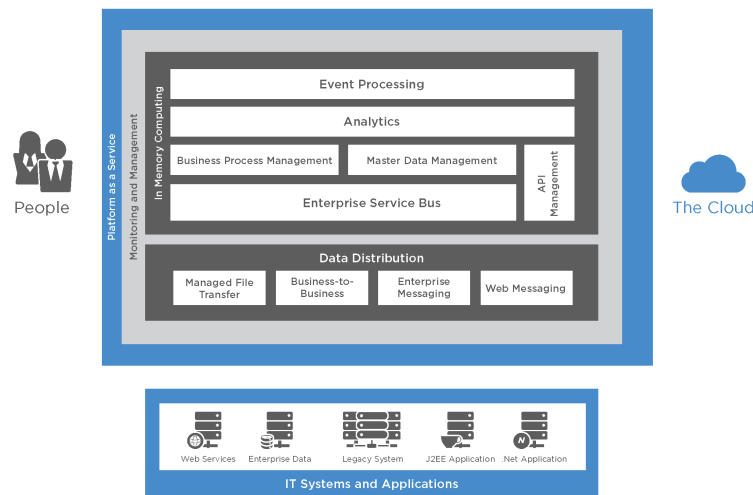 Event Processing
Analytics
Business Process Management
Master Data Management
Enterprise Service Bus
API
Management
In Memory Computing
Monitoring and Management
Platform as a Service
People
The Cloud
Data Distribution
Managed File
Transfer
Business-to-
Business
Enterprise
Messaging
Web Messaging
Web Services
Enterprise Data
Legacy System
J2EE Application
.Net Application
N
IT Systems and Applications